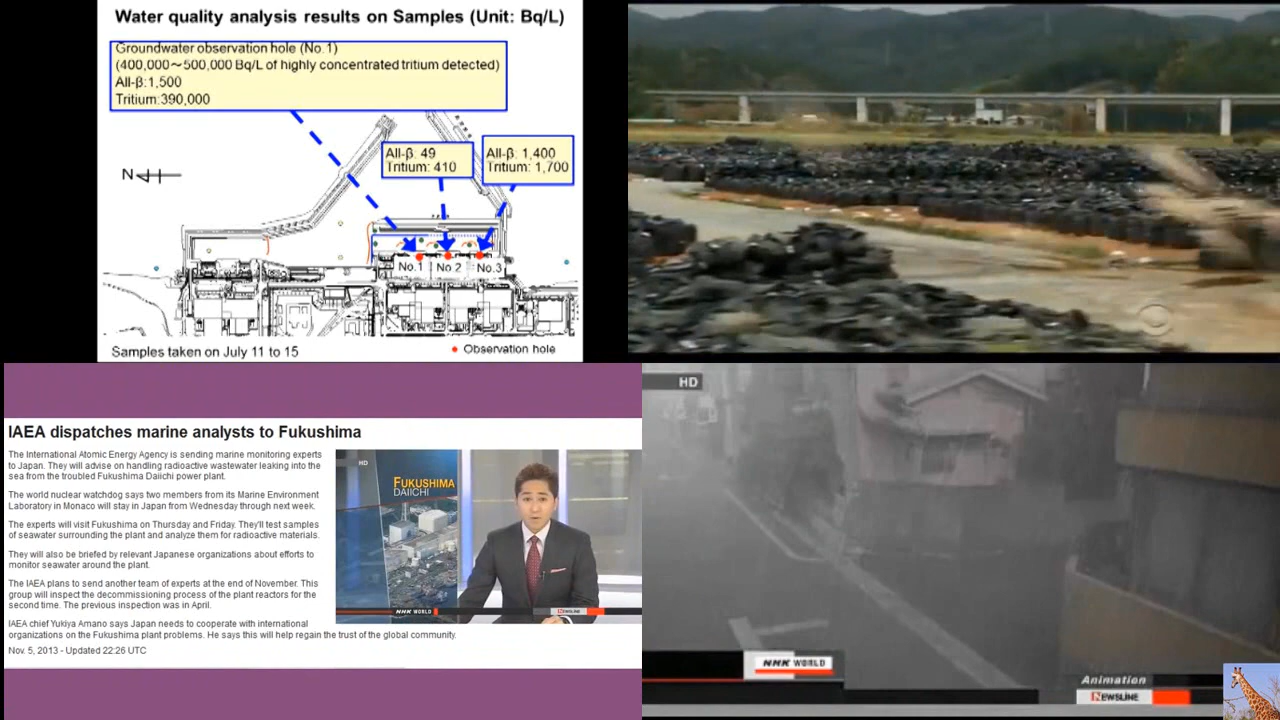 Water quality analysis results on Samples (Unit: Bq/L)
Groundwater observation hole (No.1)
(400,000～500,000 Bq/L of highly concentrated tritium detected)
All-β:1,500
Tritium:390,000
All-β: 49
Tritium: 410
All-β: 1,400
Tritium: 1,700
N
No.1
No 2
No.3
Samples taken on July 11 to 15
Observation hole
IAEA dispatches marine analysts to Fukushima
The International Atomic Energy Agency is sending marine monitoring experts
to Japan. They will advise on handling radioactive wastewater leaking into the
sea from the troubled Fukushima Daiichi power plant.
The world nuclear watchdog says two members from its Marine Environment
Laboratory in Monaco will stay in Japan from Wednesday through next week.
The experts will visit Fukushima on Thursday and Friday. They'll test samples
of seawater surrounding the plant and analyze them for radioactive materials.
They will also be briefed by relevant Japanese organizations about efforts to
monitor seawater around the plant.
The IAEA plans to send another team of experts at the end of November. This
group will inspect the decommissioning process of the plant reactors for the
second time. The previous inspection was in April.
IAEA chief Yukiya Amano says Japan needs to cooperate with international
organizations on the Fukushima plant problems. He says this will help regain the trust of the global community.
Nov. 5, 2013 - Updated 22:26 UTC
HD
FUKUSHIMA
DAIICHI
NHK WORLD
NEWSLINE
HD
NHK WORLD
Animation
NEWSLINE